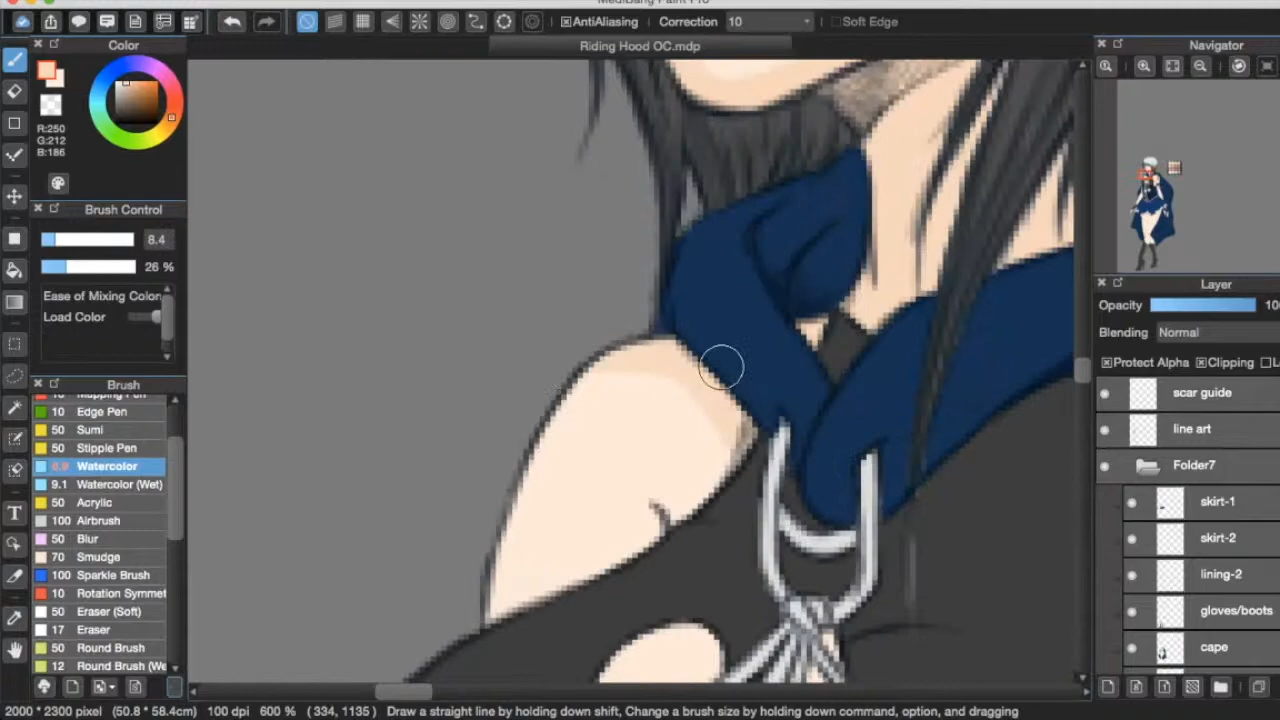 MediBang Paint Pro
AntiAliasing Correction 10 Soft Edge
Color
Riding Hood OC.mdp
Navigator
R:250
G:212
B:186
Brush Control
8.4
26 %
Ease of Mixing Color
Load Color
Brush
10 Edge Pen
50 Sumi
50 Stipple Pen
Watercolor
9.1 Watercolor (Wet)
50 Acrylic
100 Airbrush
50 Blur
70 Smudge
100 Sparkle Brush
10 Rotation Symmet
50 Eraser (Soft)
17 Eraser
50 Round Brush
12 Round Brush (We
Layer
Opacity 100
Blending Normal
Protect Alpha Clipping L
scar guide
line art
Folder7
skirt-1
skirt-2
lining-2
gloves/boots
cape
2000 * 2300 pixel (50.8 * 58.4cm) 100 dpi 600 % ( 334, 1135 ) Draw a straight line by holding down shift, Change a brush size by holding down command, option, and dragging